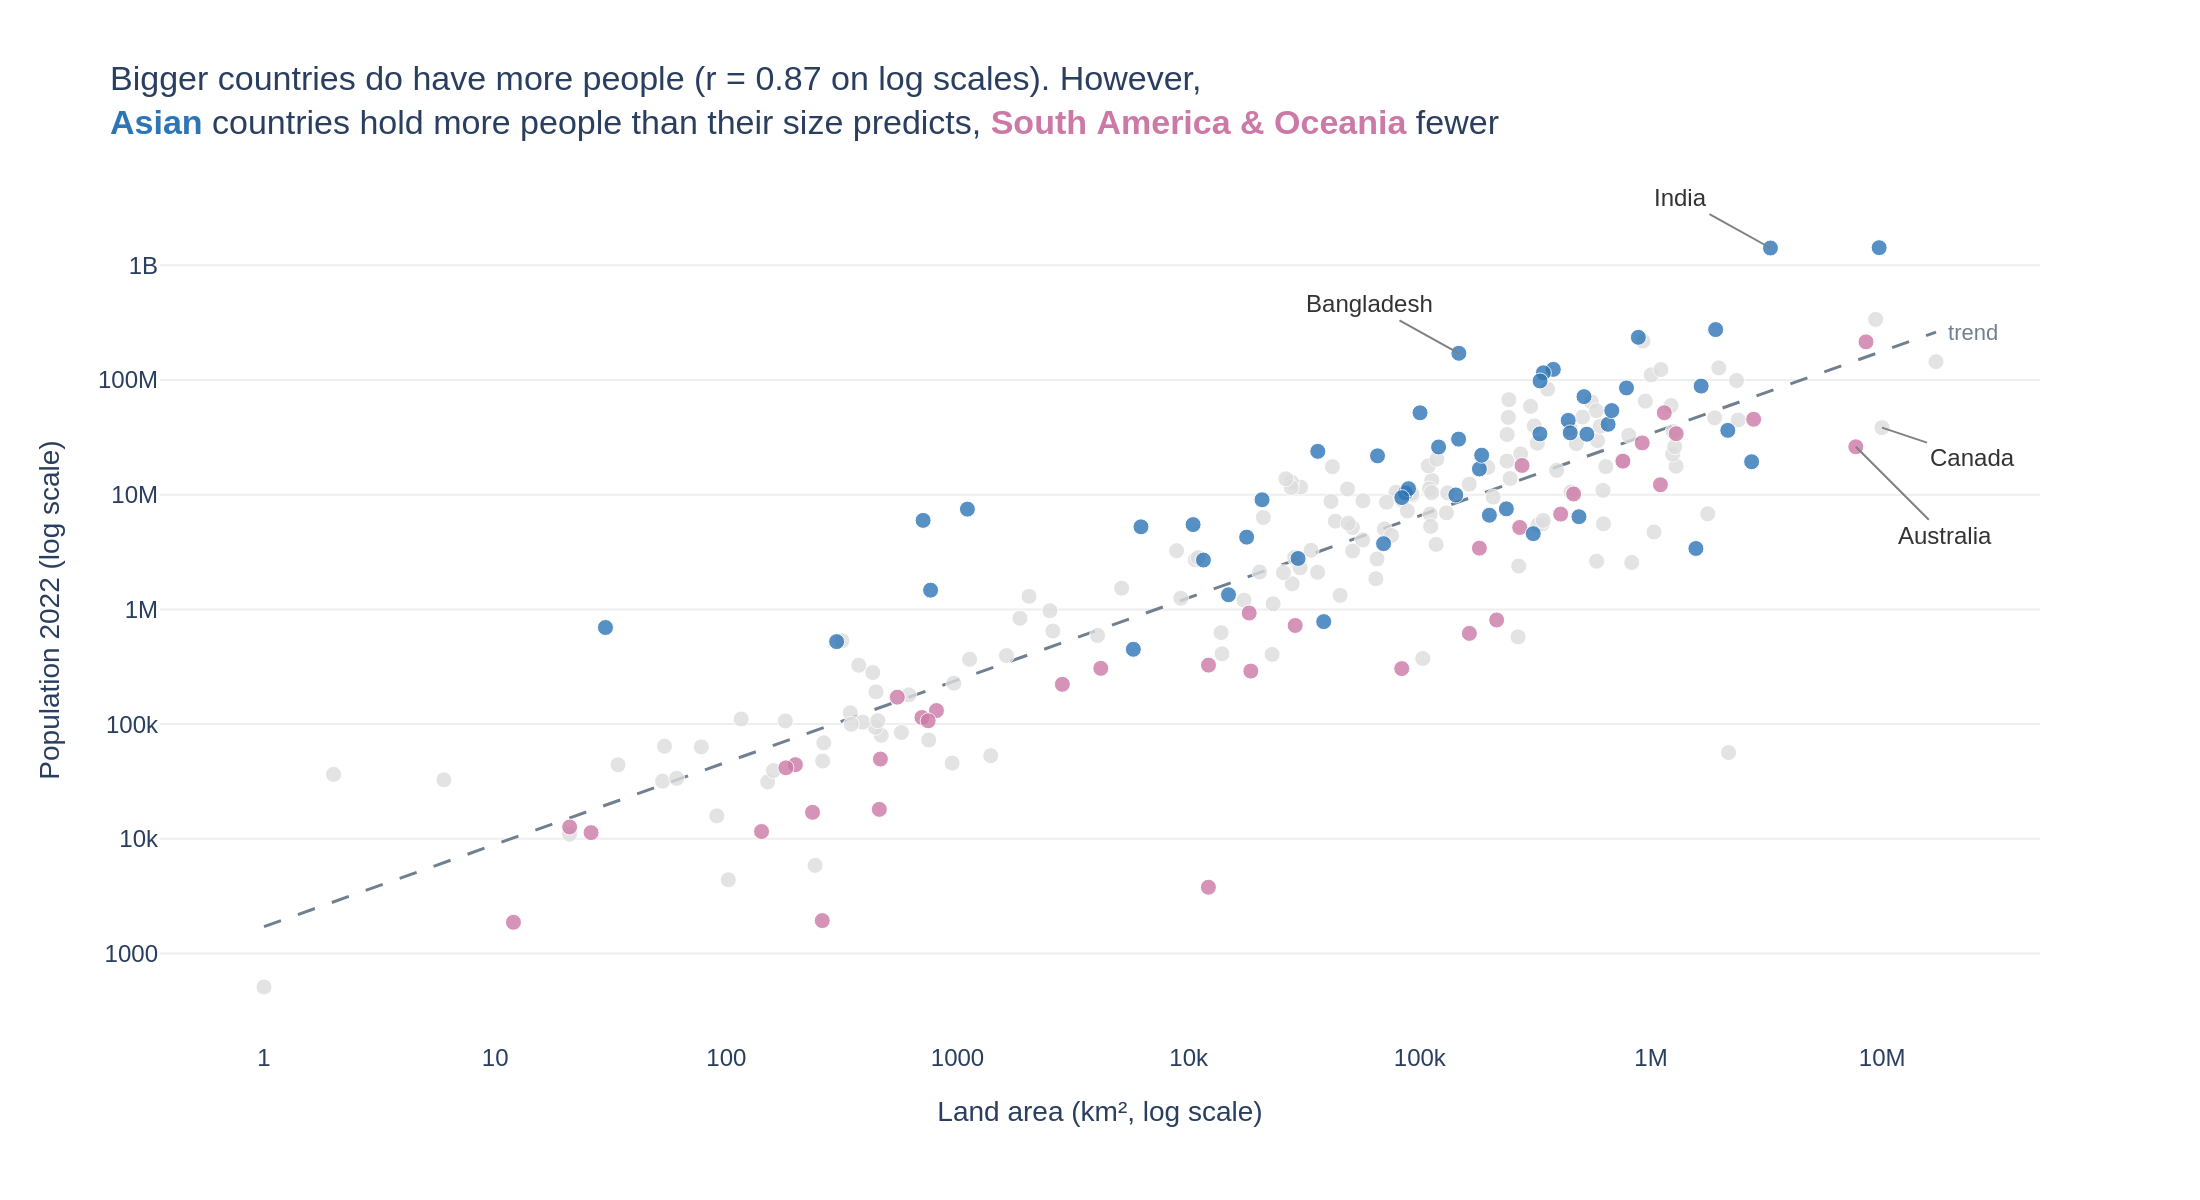 Bigger countries do have more people (r = 0.87 on log scales). However,
Asian countries hold more people than their size predicts, South America & Oceania fewer
India
1B
Bangladesh
trend
100M
Canada
10M
Australia
1M
100k
10k
1000
Population 2022 (log scale)
1 10 100 1000 10k 100k 1M 10M
Land area (km², log scale)